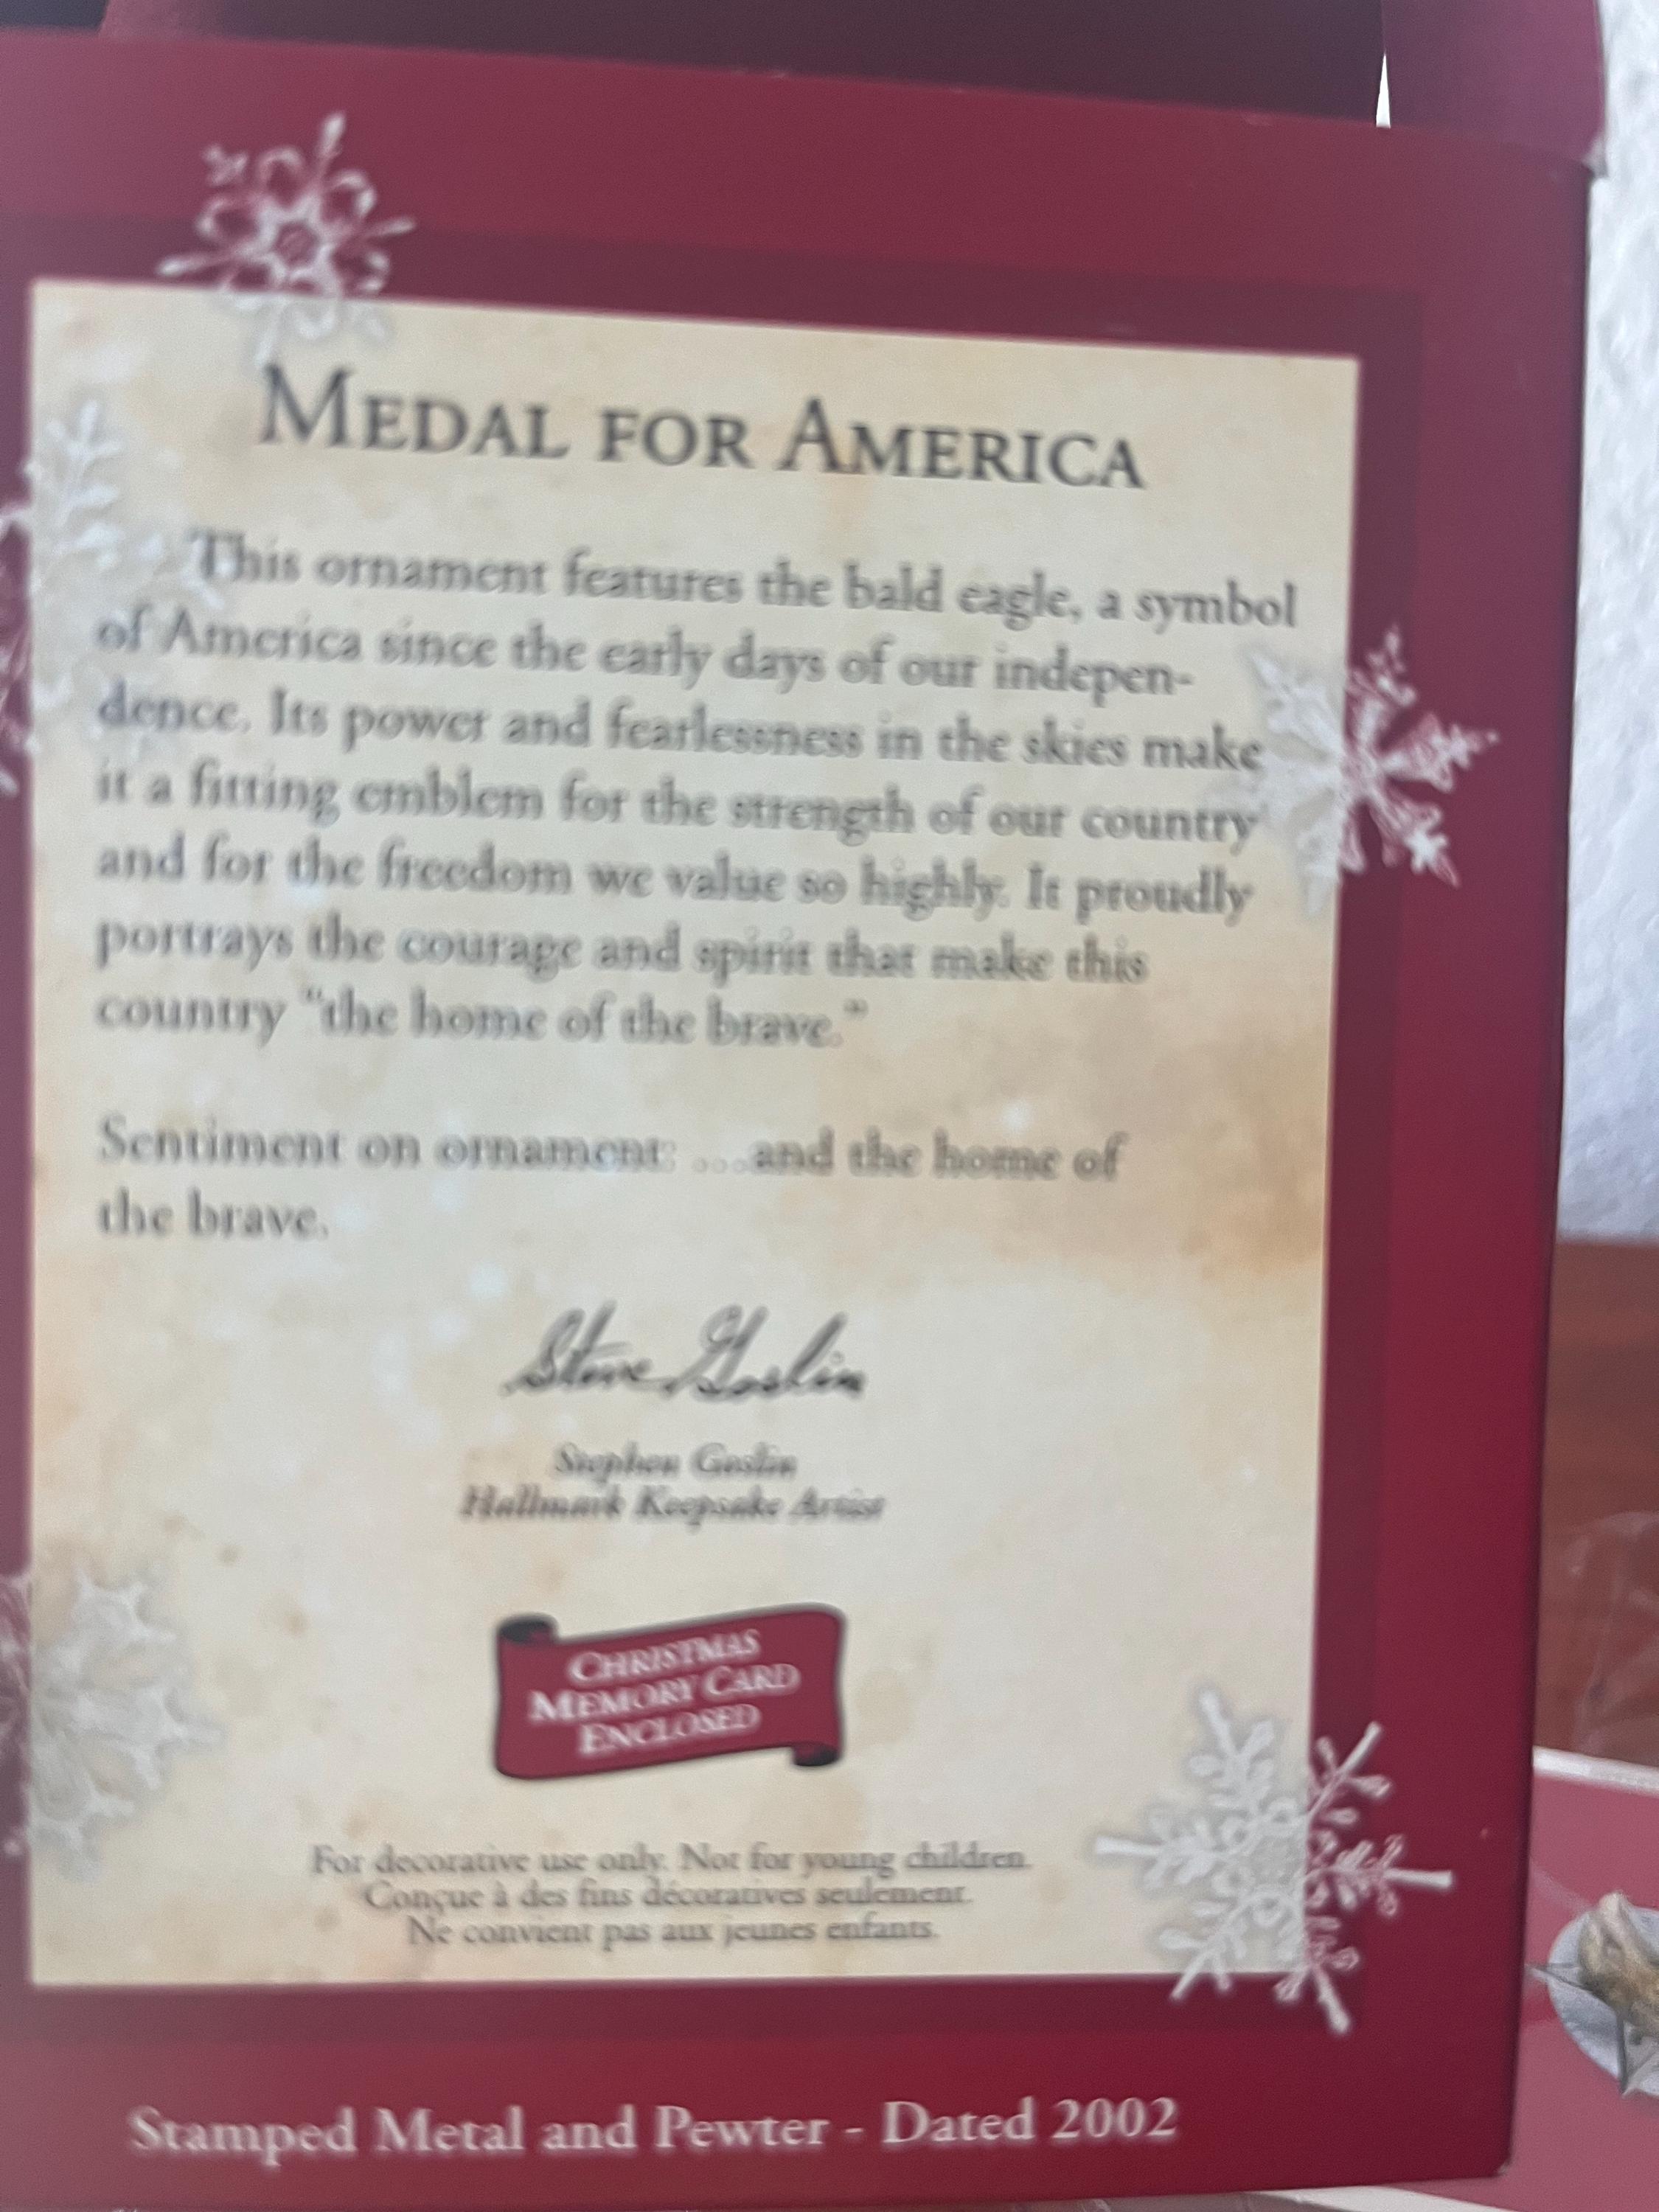 MEDAL FOR AMERICA
This ornament features the bald eagle, a symbol
of America since the early days of our indepen-
dence. Its power and fearlessness in the skies make
it a fitting emblem for the strength of our country
and for the freedom we value so highly. It proudly
portrays the courage and spirit that make this
country "the home of the brave."
Sentiment on ornament: ...and the home of
the brave.
Steve Goslin
Stephen Goslin
Hallmark Keepsake Artist
CHRISTMAS
MEMORY CARD
ENCLOSED
For decorative use only. Not for young children.
Conçue à des fins décoratives seulement.
Ne convient pas aux jeunes enfants.
Stamped Metal and Pewter - Dated 2002